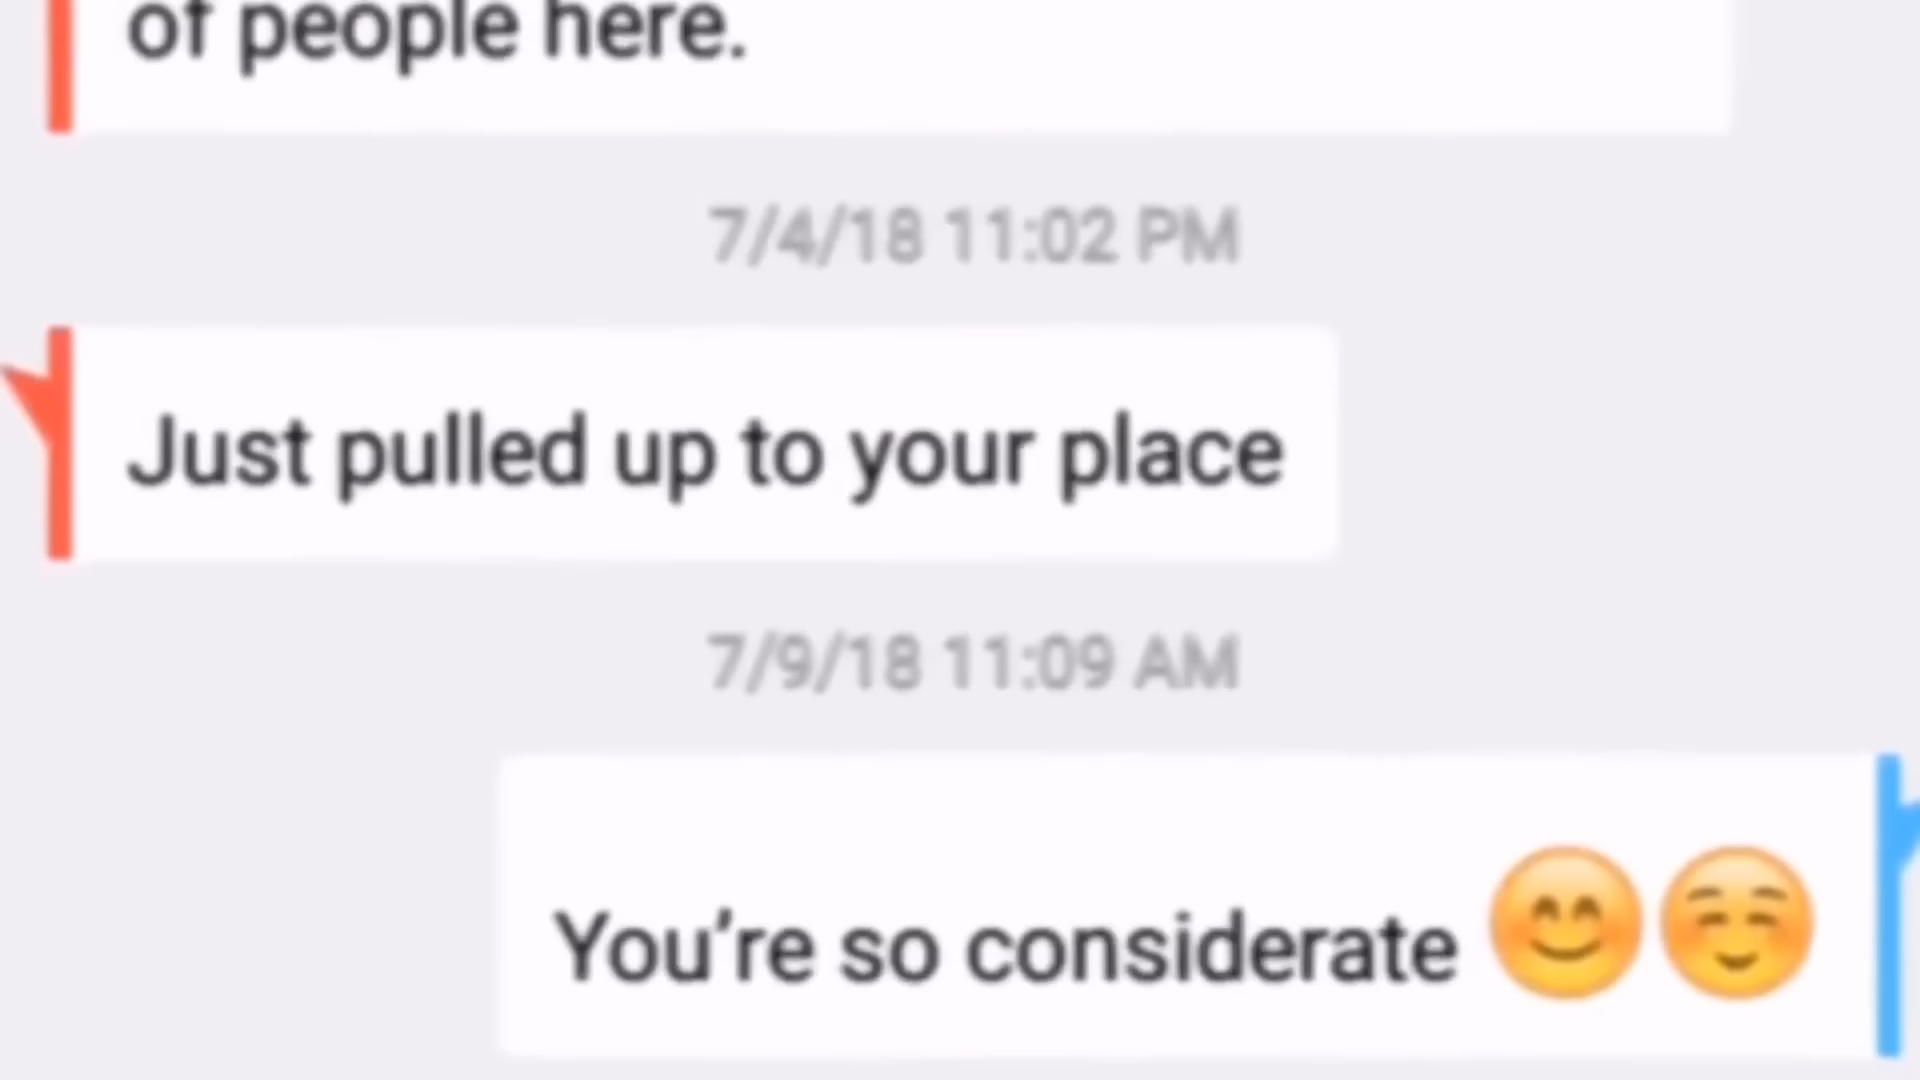 of people here.
7/4/18 11:02 PM
Just pulled up to your place
7/9/18 11:09 AM
You’re so considerate 😊☺️